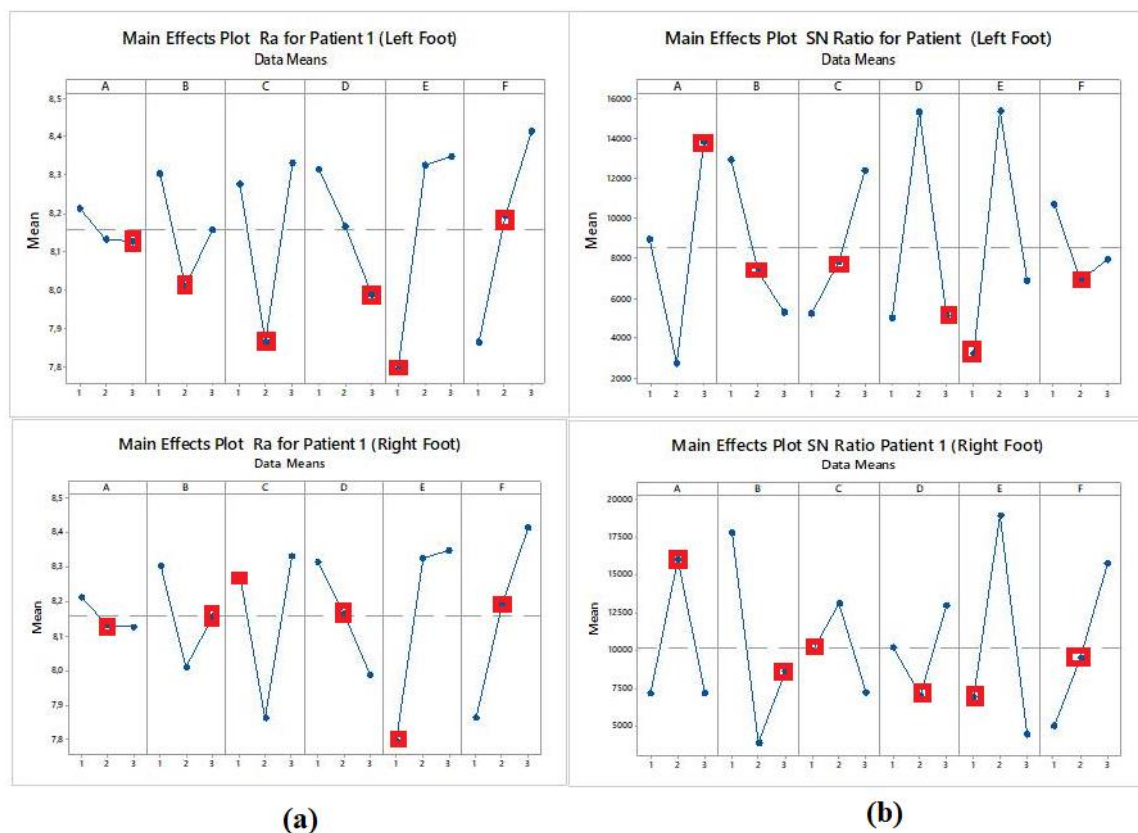 Main Effects Plot Ra for Patient 1 (Left Foot)
Data Means
A B C D E F
8,5
8,4
8,3
8,2
8,1
8,0
7,9
7,8
Mean
1 2 3 1 2 3 1 2 3 1 2 3 1 2 3 1 2 3
Main Effects Plot SN Ratio for Patient (Left Foot)
Data Means
A B C D E F
16000
14000
12000
10000
8000
6000
4000
2000
Mean
1 2 3 1 2 3 1 2 3 1 2 3 1 2 3 1 2 3
Main Effects Plot Ra for Patient 1 (Right Foot)
Data Means
A B C D E F
8,5
8,4
8,3
8,2
8,1
8,0
7,9
7,8
Mean
1 2 3 1 2 3 1 2 3 1 2 3 1 2 3 1 2 3
Main Effects Plot SN Ratio Patient 1 (Right Foot)
Data Means
A B C D E F
20000
17500
15000
12500
10000
7500
5000
Mean
1 2 3 1 2 3 1 2 3 1 2 3 1 2 3 1 2 3
(a)
(b)